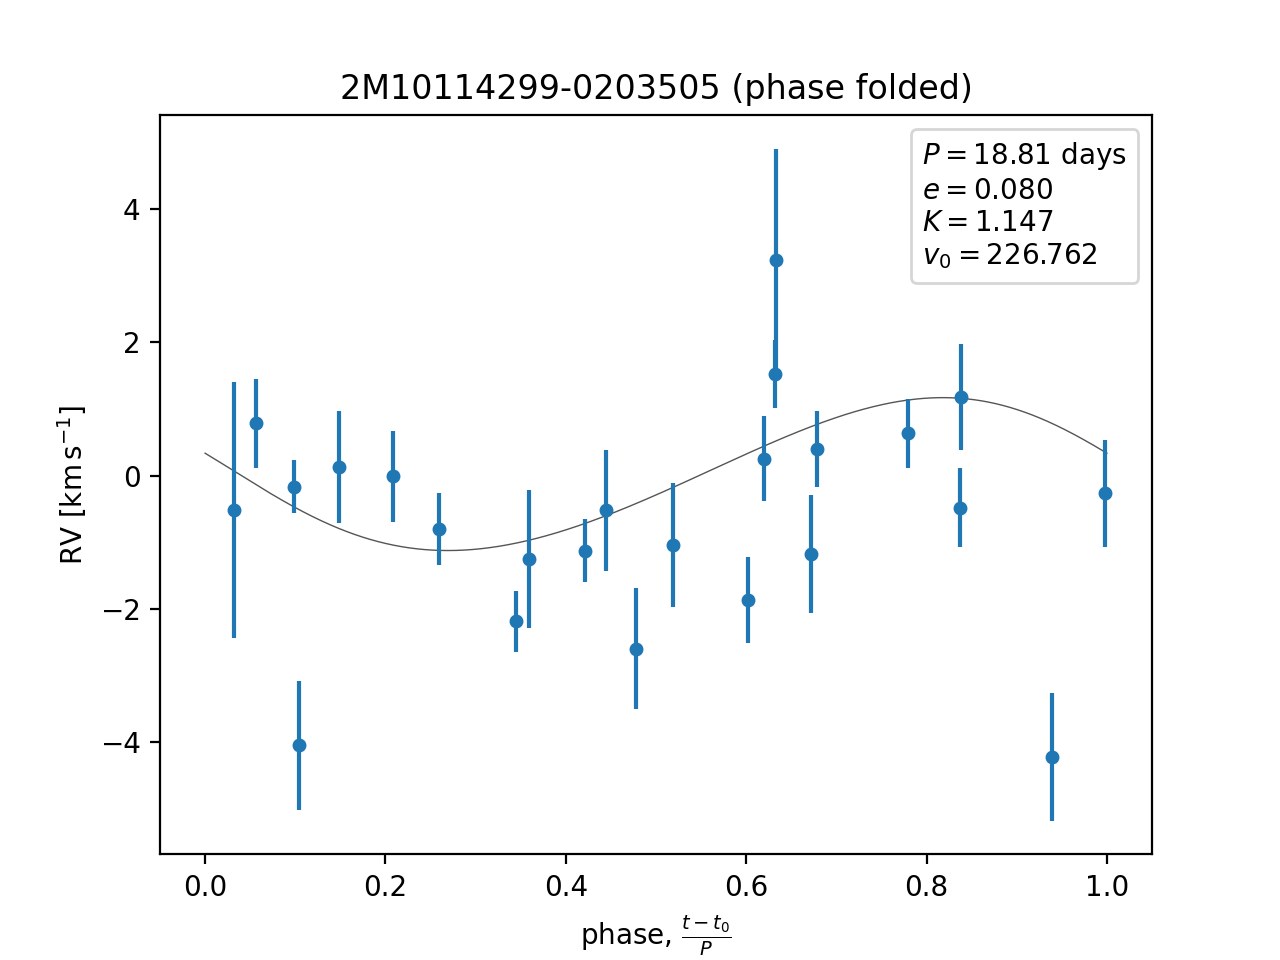 2M10114299-0203505 (phase folded)
P = 18.81 days
e = 0.080
K = 1.147
v₀ = 226.762
4
2
0
−2
−4
RV [km s⁻¹]
0.0 0.2 0.4 0.6 0.8 1.0
phase, (t − t₀)/P